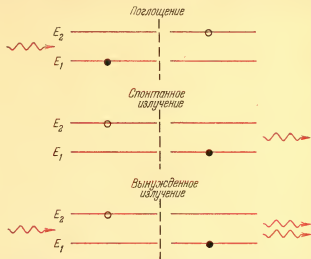 Поглощение
E₂
E₁
Спонтанное
излучение
E₂
E₁
Вынужденное
излучение
E₂
E₁